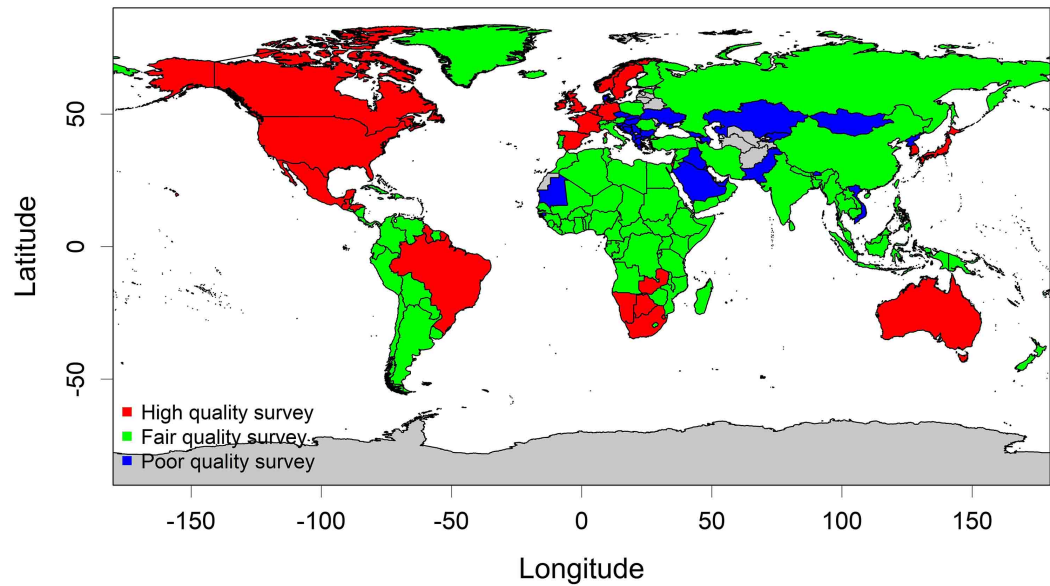 Latitude
50
0
-50
High quality survey
Fair quality survey
Poor quality survey
-150 -100 -50 0 50 100 150
Longitude